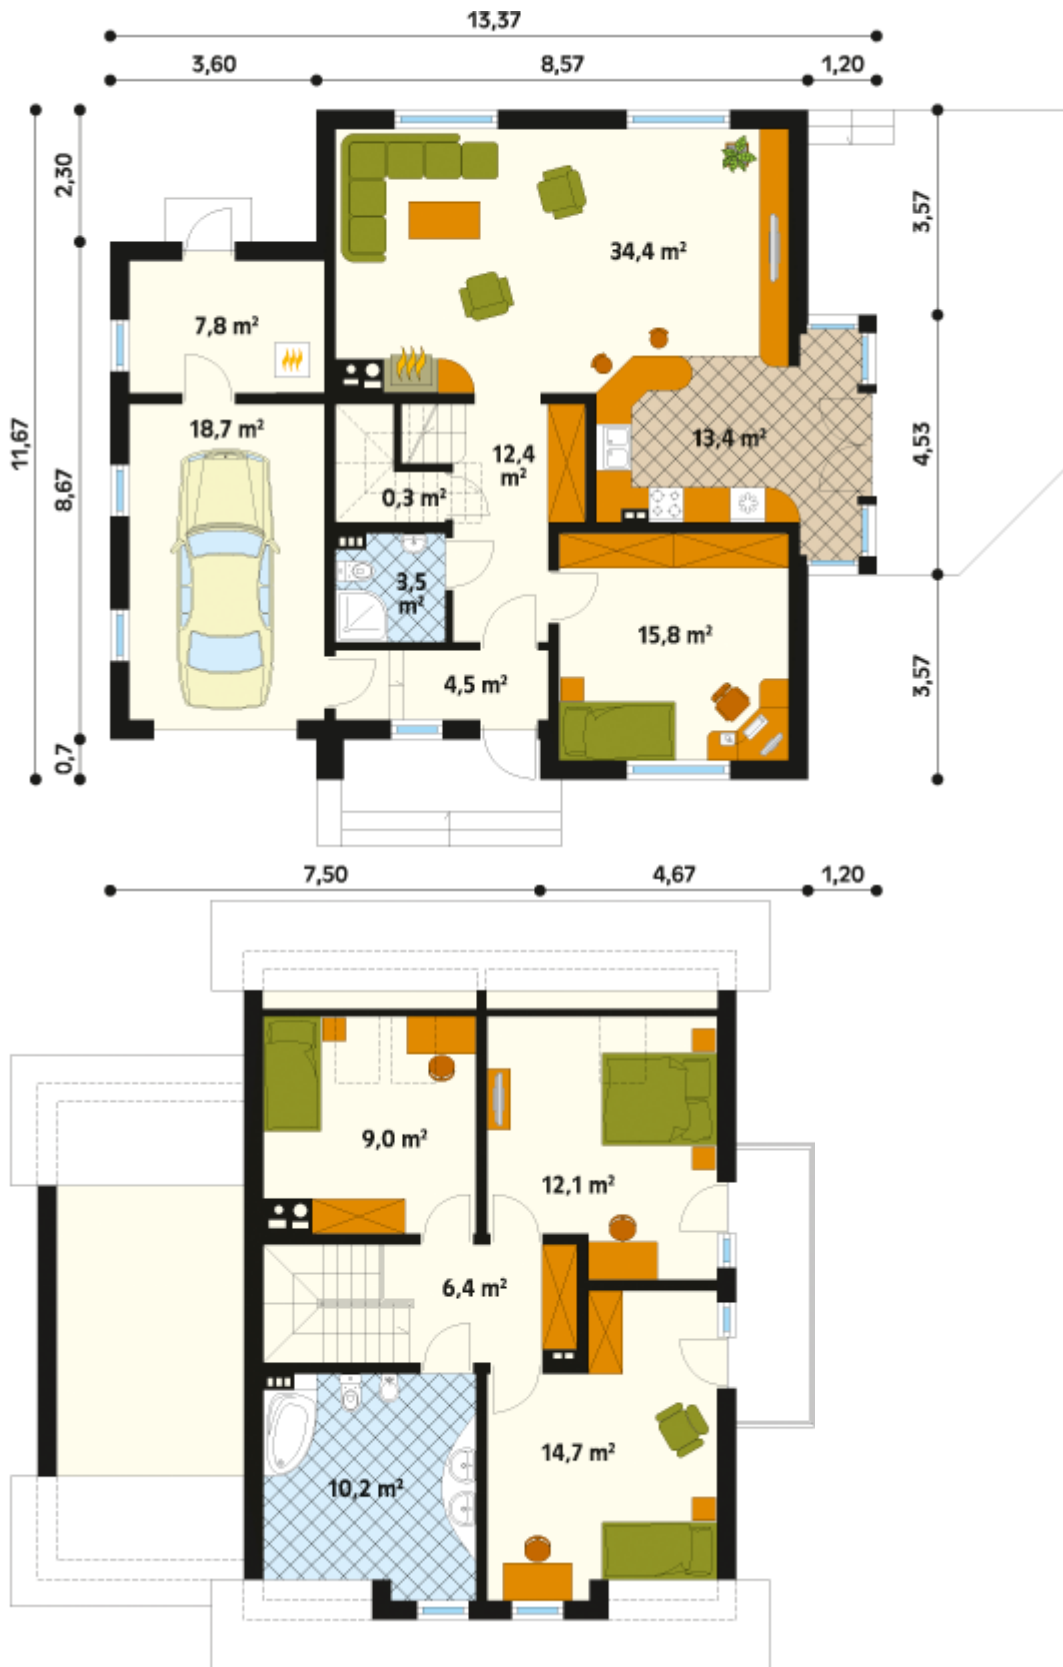 13,37
3,60 8,57 1,20
2,30
3,57
34,4 m²
7,8 m²
18,7 m²
13,4 m²
12,4
m²
11,67
8,67
4,53
0,3 m²
3,5
m²
15,8 m²
4,5 m²
3,57
0,7
7,50 4,67 1,20
9,0 m²
12,1 m²
6,4 m²
14,7 m²
10,2 m²